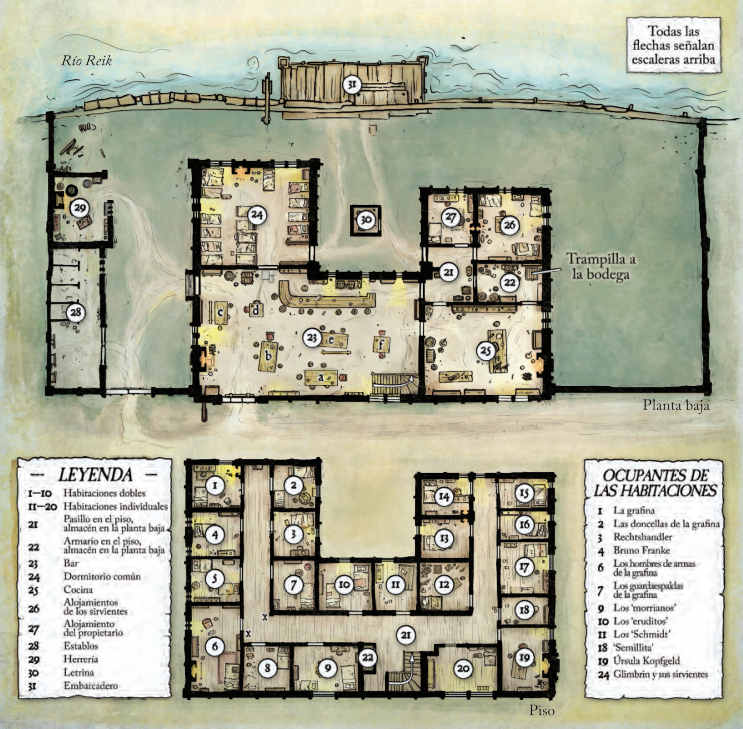 Todas las
flechas señalan
escaleras arriba
Río Reik
31
29
24
30
27
26
21
22
Trampilla a
la bodega
28
c
d
23
e
f
b
a
25
Planta baja
LEYENDA
1–10 Habitaciones dobles
11–20 Habitaciones individuales
21 Pasillo en el piso,
almacén en la planta baja
22 Armario en el piso,
almacén en la planta baja
23 Bar
24 Dormitorio común
25 Cocina
26 Alojamientos
de los sirvientes
27 Alojamiento
del propietario
28 Establos
29 Herrería
30 Letrina
31 Embarcadero
1
2
14
15
4
3
13
16
5
7
10
11
12
17
18
x
x
21
6
8
9
22
20
19
Piso
OCUPANTES DE
LAS HABITACIONES
1 La grafina
2 Las doncellas de la grafina
3 Rechtshandler
4 Bruno Franke
6 Los hombres de armas
de la grafina
7 Los guardaespaldas
de la grafina
9 Los 'morrianos'
10 Los 'eruditos'
11 Los 'Schmidt'
18 'Semillita'
19 Úrsula Kopfgeld
24 Glimbrin y sus sirvientes